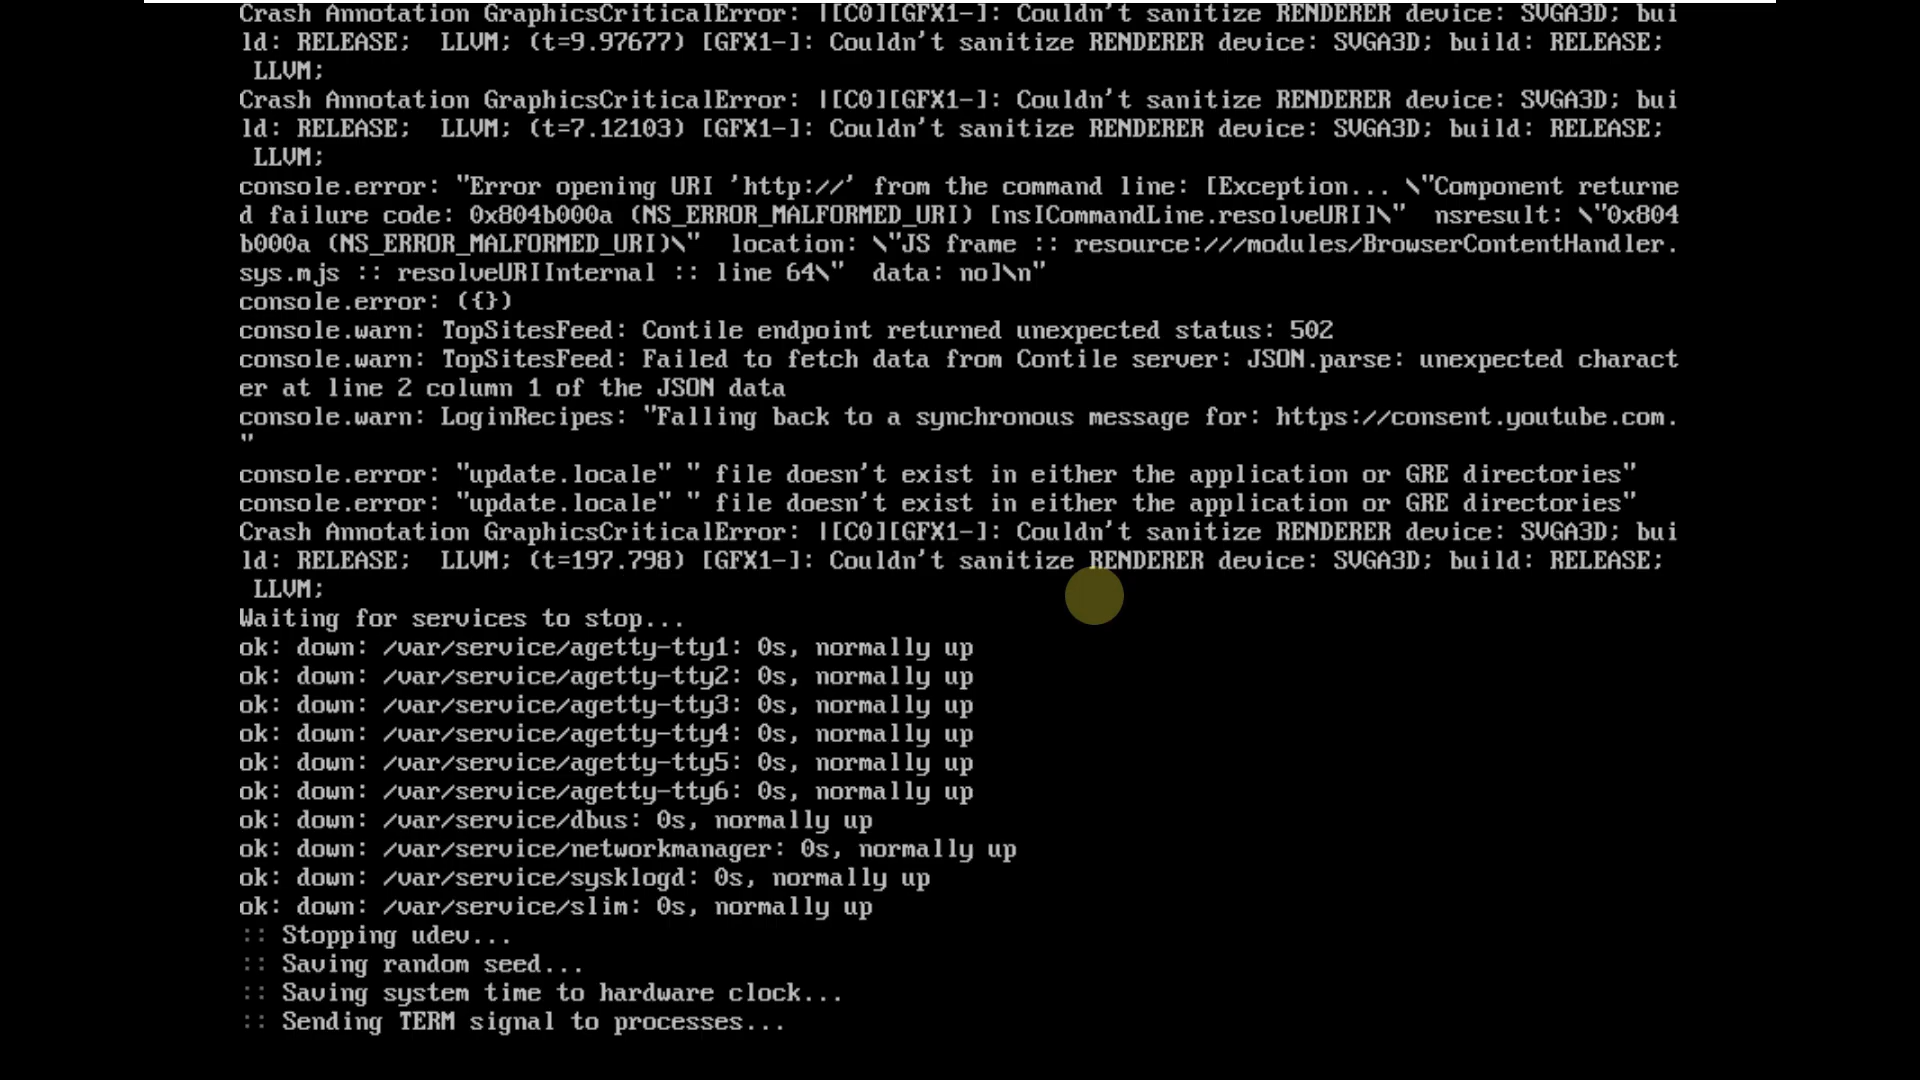 Crash Annotation GraphicsCriticalError: |[C0][GFX1-]: Couldn't sanitize RENDERER device: SVGA3D; bui
ld: RELEASE;  LLVM; (t=9.97677) [GFX1-]: Couldn't sanitize RENDERER device: SVGA3D; build: RELEASE;
 LLVM;
Crash Annotation GraphicsCriticalError: |[C0][GFX1-]: Couldn't sanitize RENDERER device: SVGA3D; bui
ld: RELEASE;  LLVM; (t=7.12103) [GFX1-]: Couldn't sanitize RENDERER device: SVGA3D; build: RELEASE;
 LLVM;
console.error: "Error opening URI 'http://' from the command line: [Exception... \"Component returne
d failure code: 0x804b000a (NS_ERROR_MALFORMED_URI) [nsICommandLine.resolveURI]\"  nsresult: \"0x804
b000a (NS_ERROR_MALFORMED_URI)\"  location: \"JS frame :: resource:///modules/BrowserContentHandler.
sys.mjs :: resolveURIInternal :: line 64\"  data: no]\n"
console.error: ({})
console.warn: TopSitesFeed: Contile endpoint returned unexpected status: 502
console.warn: TopSitesFeed: Failed to fetch data from Contile server: JSON.parse: unexpected charact
er at line 2 column 1 of the JSON data
console.warn: LoginRecipes: "Falling back to a synchronous message for: https://consent.youtube.com.
"
console.error: "update.locale" " file doesn't exist in either the application or GRE directories"
console.error: "update.locale" " file doesn't exist in either the application or GRE directories"
Crash Annotation GraphicsCriticalError: |[C0][GFX1-]: Couldn't sanitize RENDERER device: SVGA3D; bui
ld: RELEASE;  LLVM; (t=197.798) [GFX1-]: Couldn't sanitize RENDERER device: SVGA3D; build: RELEASE;
 LLVM;
Waiting for services to stop...
ok: down: /var/service/agetty-tty1: 0s, normally up
ok: down: /var/service/agetty-tty2: 0s, normally up
ok: down: /var/service/agetty-tty3: 0s, normally up
ok: down: /var/service/agetty-tty4: 0s, normally up
ok: down: /var/service/agetty-tty5: 0s, normally up
ok: down: /var/service/agetty-tty6: 0s, normally up
ok: down: /var/service/dbus: 0s, normally up
ok: down: /var/service/networkmanager: 0s, normally up
ok: down: /var/service/sysklogd: 0s, normally up
ok: down: /var/service/slim: 0s, normally up
:: Stopping udev...
:: Saving random seed...
:: Saving system time to hardware clock...
:: Sending TERM signal to processes...